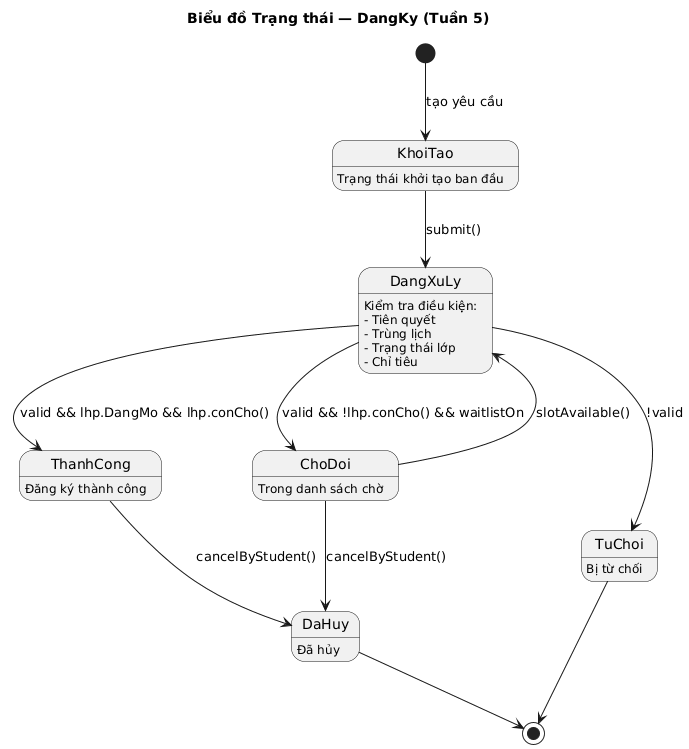 Biểu đồ Trạng thái — DangKy (Tuần 5)
tạo yêu cầu
KhoiTao
Trạng thái khởi tạo ban đầu
submit()
DangXuLy
Kiểm tra điều kiện:
- Tiên quyết
- Trùng lịch
- Trạng thái lớp
- Chỉ tiêu
valid && lhp.DangMo && lhp.conCho()
valid && !lhp.conCho() && waitlistOn
slotAvailable()
!valid
ThanhCong
Đăng ký thành công
ChoDoi
Trong danh sách chờ
TuChoi
Bị từ chối
cancelByStudent()
cancelByStudent()
DaHuy
Đã hủy